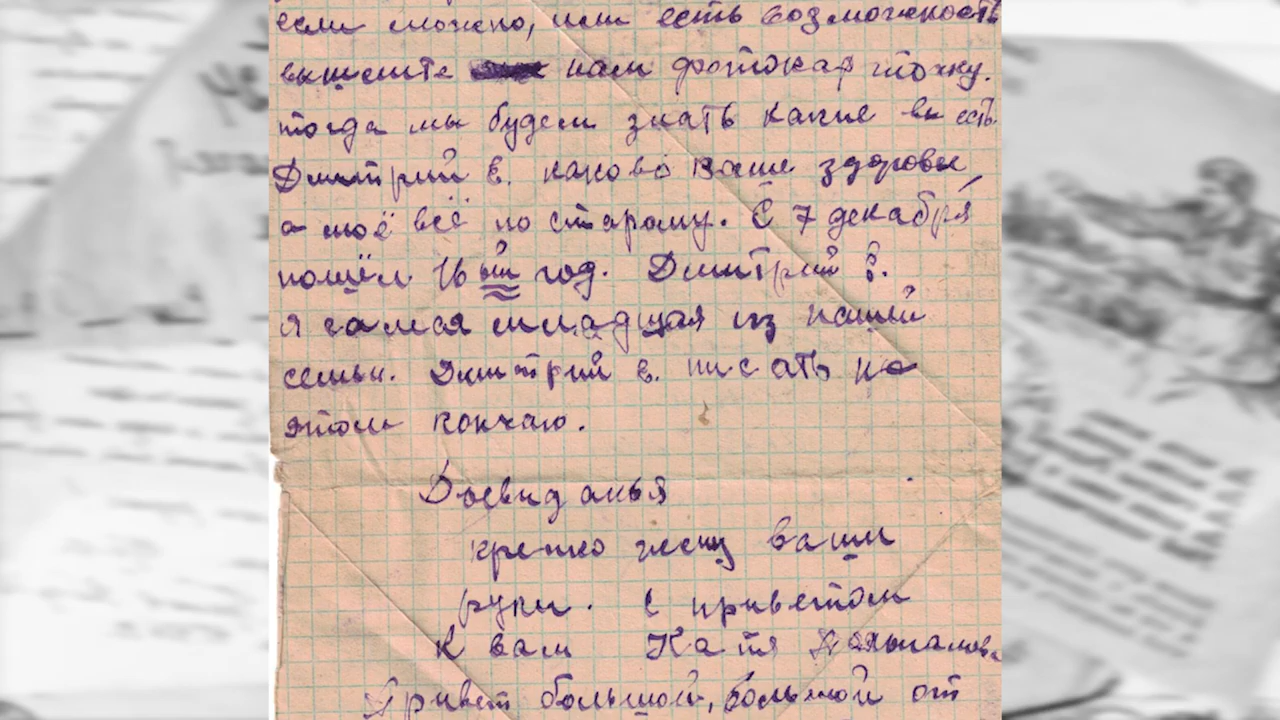 если можно, или есть возможность
вышлите нам фотокарточку.
тогда мы будем знать какие вы есть.
Дмитрий Е. каково ваше здоровье,
а моё всё по старому. С 7 декабря
пошёл 16ый год. Дмитрий Е.
я самая младшая из нашей
семьи. Дмитрий Е. писать на
этом кончаю.
Досвиданья
крепко жму ваши
руки. С приветом
к вам Катя
Привет большой, большой от